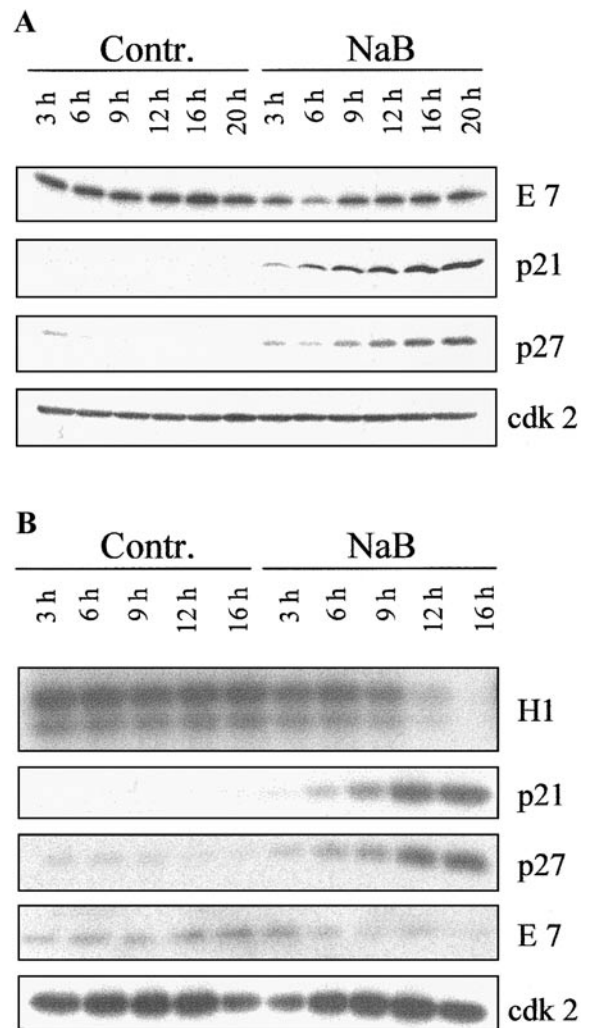 A
Contr. NaB
3 h 6 h 9 h 12 h 16 h 20 h 3 h 6 h 9 h 12 h 16 h 20 h
E 7
p21
p27
cdk 2
B
Contr. NaB
3 h 6 h 9 h 12 h 16 h 3 h 6 h 9 h 12 h 16 h
H1
p21
p27
E 7
cdk 2